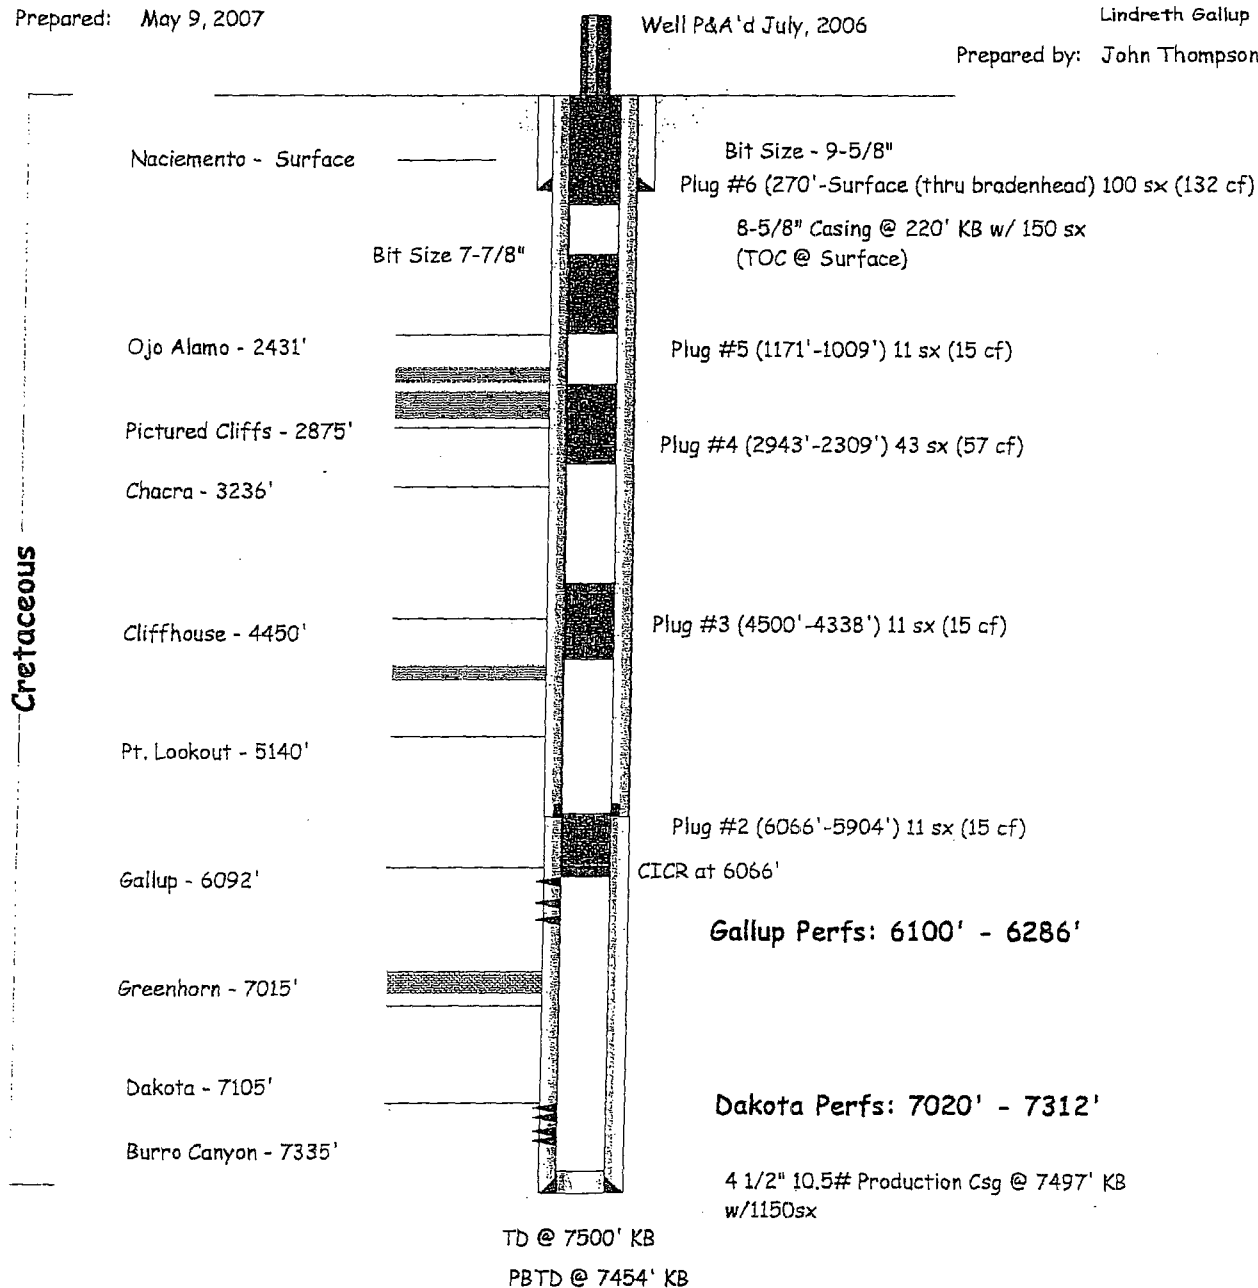 Prepared: May 9, 2007
Well P&A'd July, 2006
Lindreth Gallup
Prepared by: John Thompson
Naciemento - Surface
Bit Size - 9-5/8"
Plug #6 (270'-Surface (thru bradenhead) 100 sx (132 cf)
8-5/8" Casing @ 220' KB w/ 150 sx
(TOC @ Surface)
Bit Size 7-7/8"
Ojo Alamo - 2431'
Plug #5 (1171'-1009') 11 sx (15 cf)
Pictured Cliffs - 2875'
Plug #4 (2943'-2309') 43 sx (57 cf)
Chacra - 3236'
Cretaceous
Cliffhouse - 4450'
Plug #3 (4500'-4338') 11 sx (15 cf)
Pt. Lookout - 5140'
Plug #2 (6066'-5904') 11 sx (15 cf)
CICR at 6066'
Gallup - 6092'
Gallup Perfs: 6100' - 6286'
Greenhorn - 7015'
Dakota - 7105'
Dakota Perfs: 7020' - 7312'
Burro Canyon - 7335'
4 1/2" 10.5# Production Csg @ 7497' KB
w/1150sx
TD @ 7500' KB
PBTD @ 7454' KB